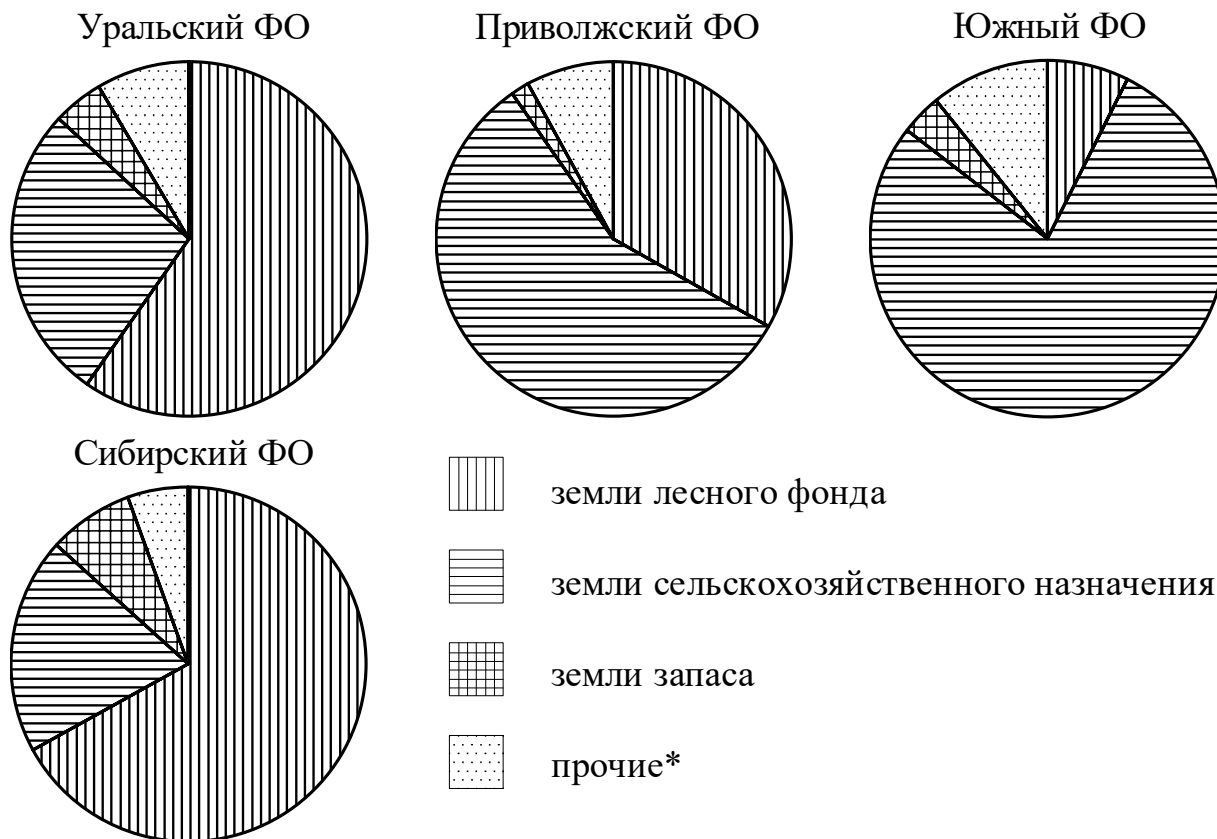 Уральский ФО
Приволжский ФО
Южный ФО
Сибирский ФО
земли лесного фонда
земли сельскохозяйственного назначения
земли запаса
прочие*